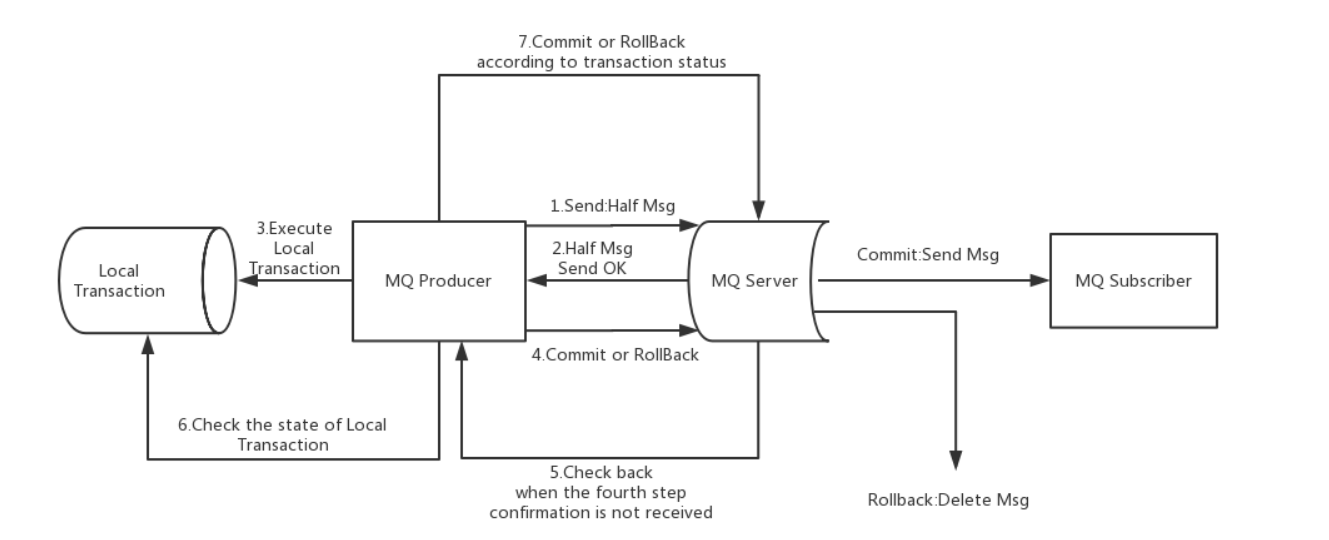 7.Commit or RollBack
according to transaction status
1.Send:Half Msg
3.Execute
Local
Transaction
2.Half Msg
Send OK
Commit:Send Msg
Local
Transaction
MQ Producer
MQ Server
MQ Subscriber
4.Commit or RollBack
6.Check the state of Local
Transaction
5.Check back
when the fourth step
confirmation is not received
Rollback:Delete Msg